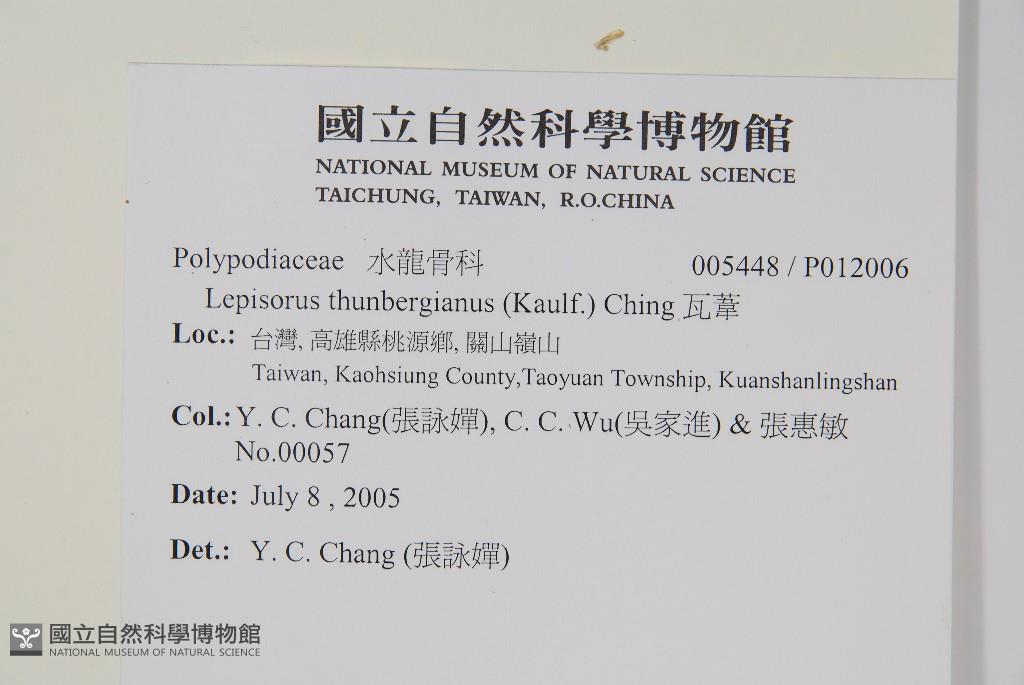 國立自然科學博物館
NATIONAL MUSEUM OF NATURAL SCIENCE
TAICHUNG, TAIWAN, R.O.CHINA
Polypodiaceae 水龍骨科 005448 / P012006
Lepisorus thunbergianus (Kaulf.) Ching 瓦葦
Loc.: 台灣, 高雄縣桃源鄉, 關山嶺山
Taiwan, Kaohsiung County,Taoyuan Township, Kuanshanlingshan
Col.: Y. C. Chang(張詠嬋), C. C. Wu(吳家進) & 張惠敏
No.00057
Date: July 8 , 2005
Det.: Y. C. Chang (張詠嬋)
國立自然科學博物館
NATIONAL MUSEUM OF NATURAL SCIENCE